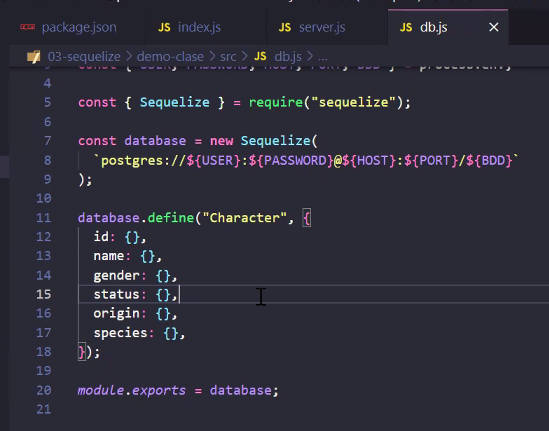 package.json
JS index.js
JS server.js
JS db.js
03-sequelize > demo-clase > src > JS db.js > ...
4
5 const { Sequelize } = require("sequelize");
6
7 const database = new Sequelize(
8 `postgres://${USER}:${PASSWORD}@${HOST}:${PORT}/${BDD}`
9 );
10
11 database.define("Character", {
12 id: {},
13 name: {},
14 gender: {},
15 status: {},
16 origin: {},
17 species: {},
18 });
19
20 module.exports = database;
21